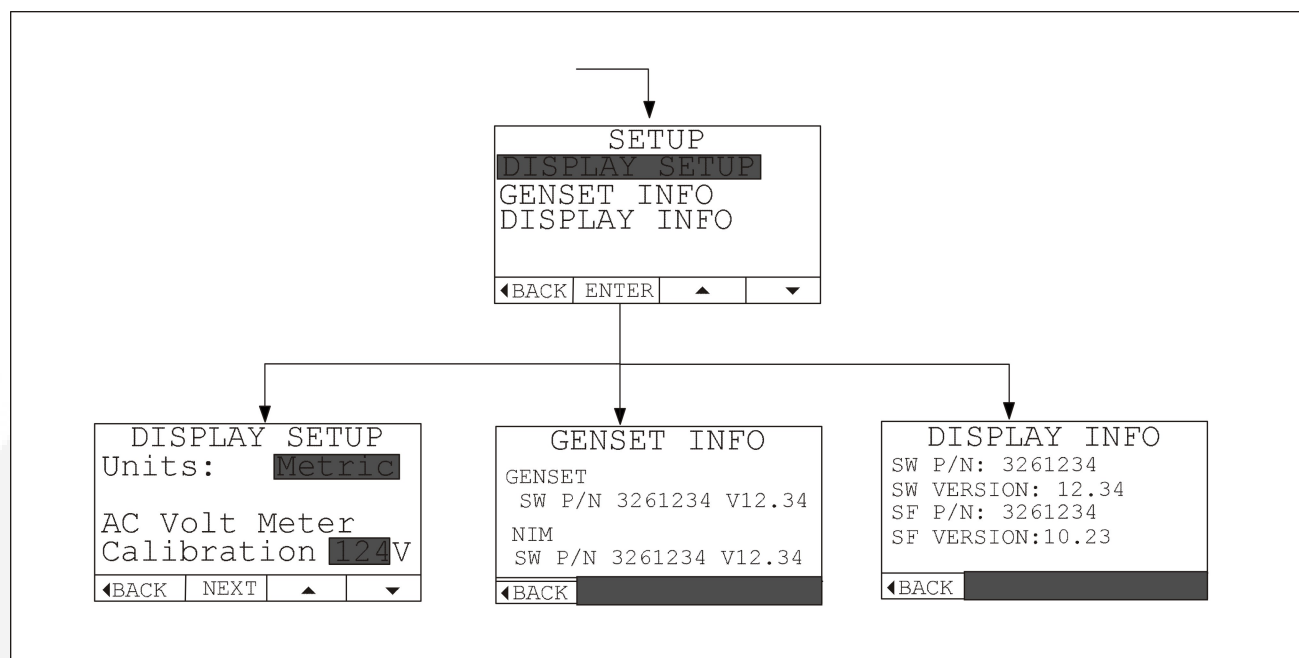 SETUP
DISPLAY SETUP
GENSET INFO
DISPLAY INFO
◀BACK ENTER ▲ ▼
DISPLAY SETUP
Units: Metric
AC Volt Meter
Calibration 124V
◀BACK NEXT ▲ ▼
GENSET INFO
GENSET
SW P/N 3261234 V12.34
NIM
SW P/N 3261234 V12.34
◀BACK
DISPLAY INFO
SW P/N: 3261234
SW VERSION: 12.34
SF P/N: 3261234
SF VERSION:10.23
◀BACK